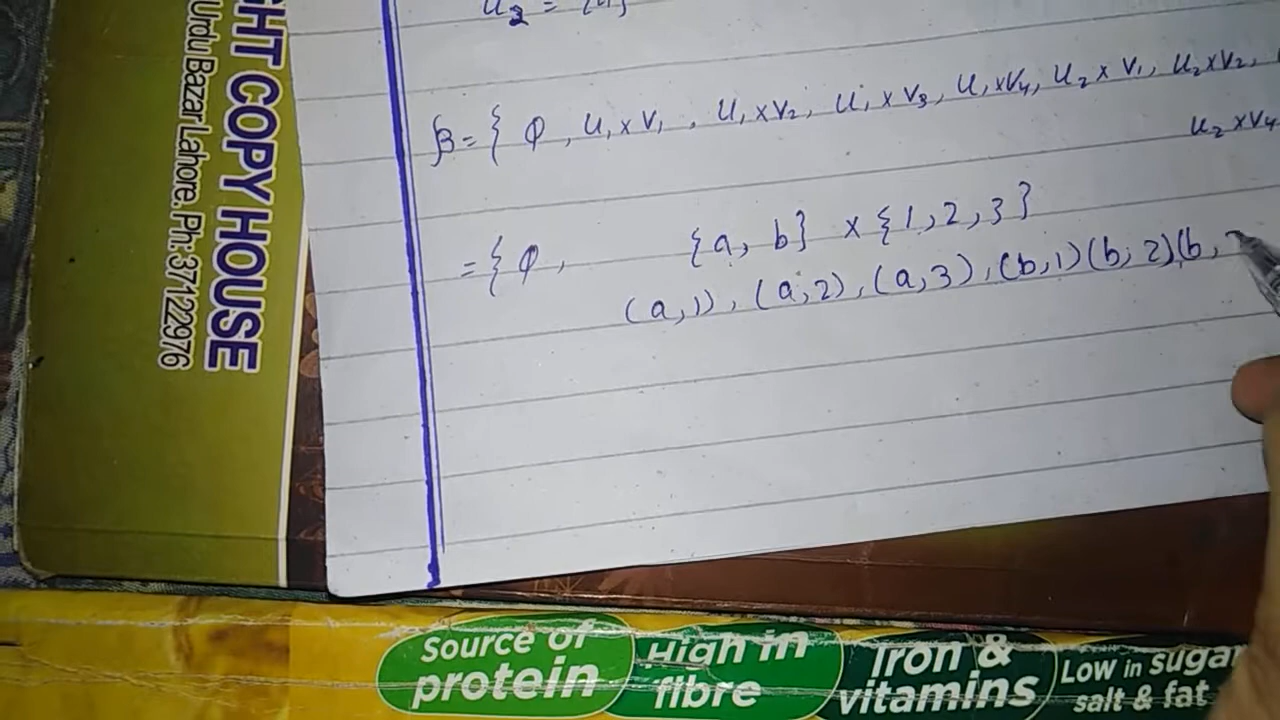 GHT COPY HOUSE
Urdu Bazar Lahore. Ph: 37122976
u₂ =
β = { φ, u₁ × v₁, u₁ × v₂, u₁ × v₃, u₁ × v₄, u₂ × v₁, u₂ × v₂,
u₂ × v₄
= { φ, {a, b} × {1, 2, 3}
(a, 1), (a, 2), (a, 3), (b, 1) (b, 2) (b,
Source of protein
High in fibre
Iron & vitamins
Low in sugar salt & fat